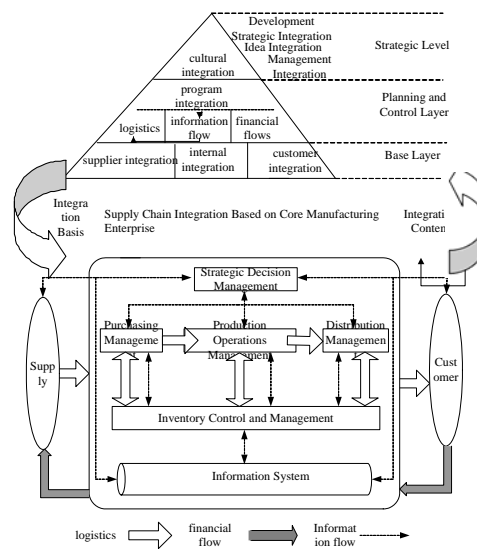 Development
Strategic Integration
Idea Integration
Management
Integration
Strategic Level
cultural
integration
program
integration
Planning and
Control Layer
logistics
information
flow
financial
flows
supplier integration
internal
integration
customer
integration
Base Layer
Integra
tion
Basis
Supply Chain Integration Based on Core Manufacturing
Enterprise
Integrati
Conten
Strategic Decision
Management
Purchasing
Manageme
Production
Operations
Management
Distribution
Managemen
Supp
ly
Cust
omer
Inventory Control and Management
Information System
logistics
financial
flow
Informat
ion flow